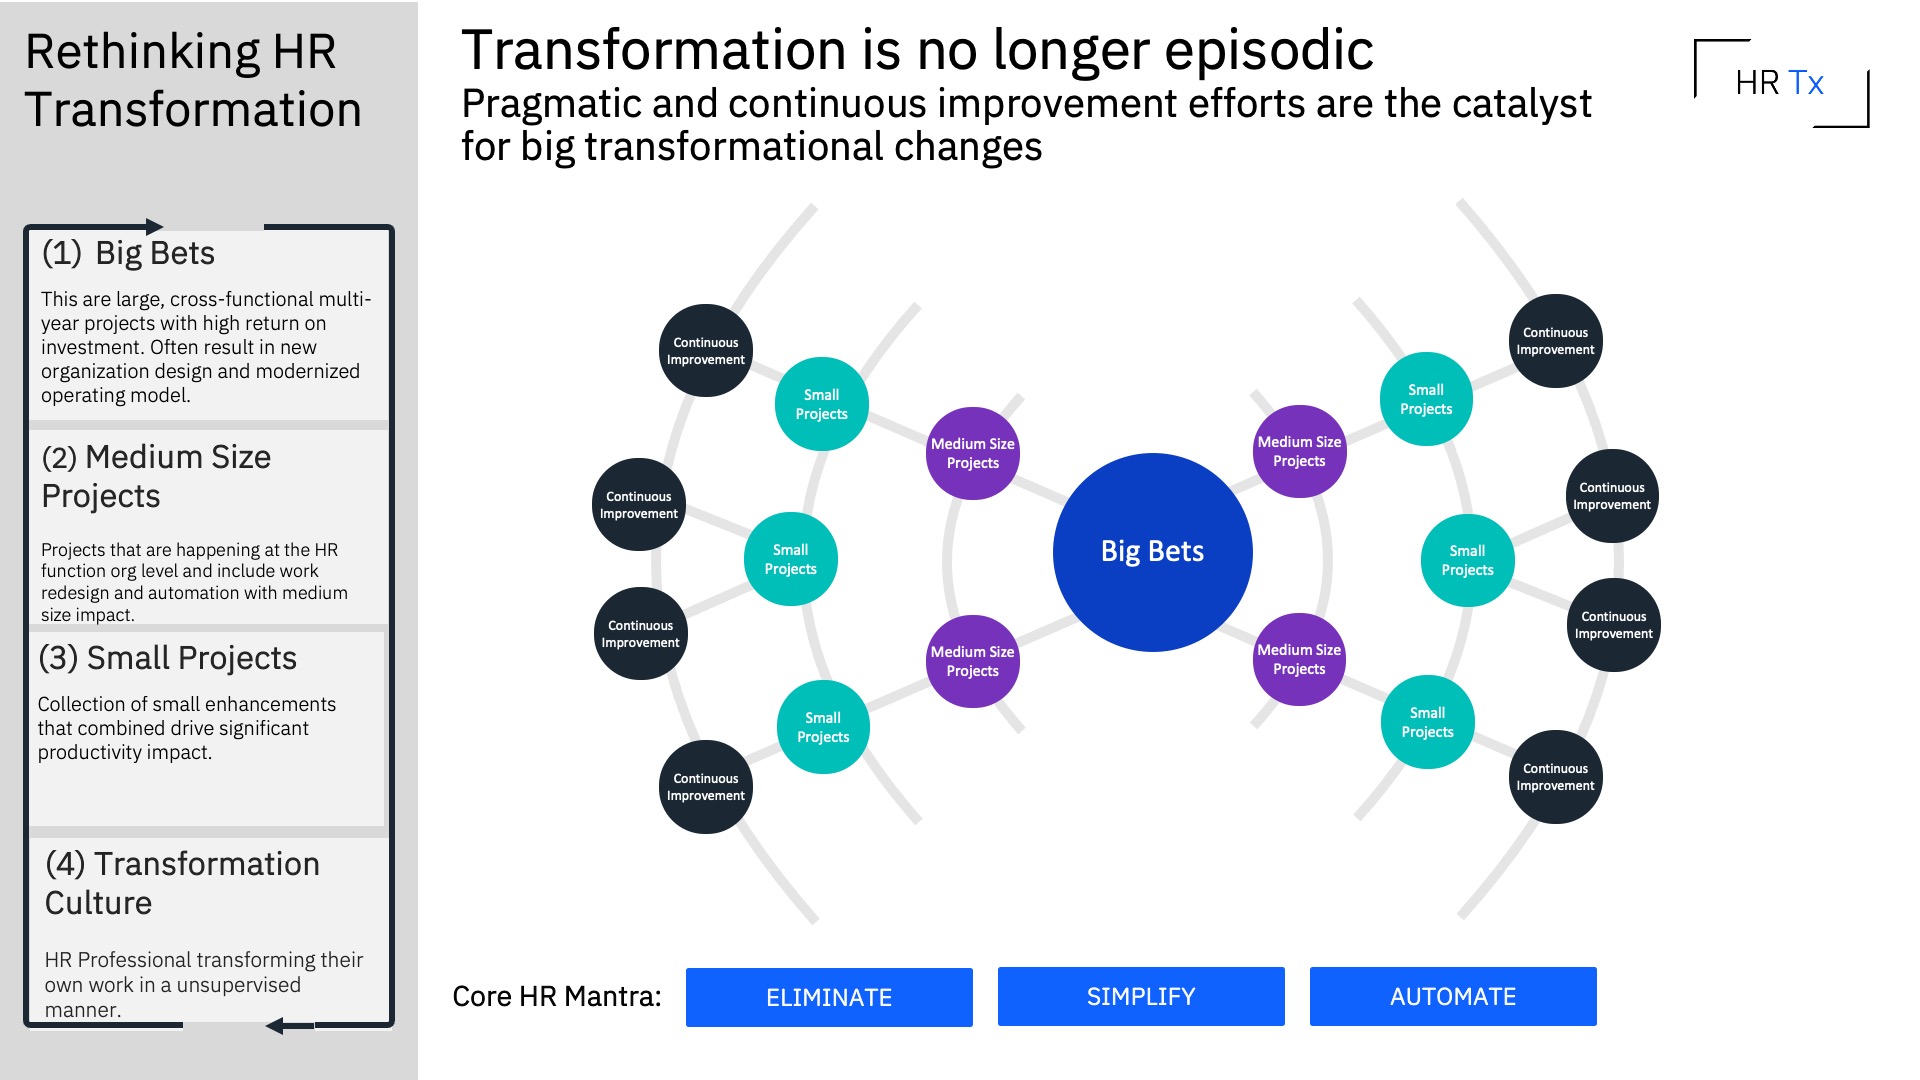 Rethinking HR
Transformation
(1) Big Bets
This are large, cross-functional multi-
year projects with high return on
investment. Often result in new
organization design and modernized
operating model.
(2) Medium Size
Projects
Projects that are happening at the HR
function org level and include work
redesign and automation with medium
size impact.
(3) Small Projects
Collection of small enhancements
that combined drive significant
productivity impact.
(4) Transformation
Culture
HR Professional transforming their
own work in a unsupervised
manner.
Transformation is no longer episodic
Pragmatic and continuous improvement efforts are the catalyst
for big transformational changes
HR Tx
Continuous
Improvement
Small
Projects
Medium Size
Projects
Continuous
Improvement
Small
Projects
Continuous
Improvement
Medium Size
Projects
Small
Projects
Continuous
Improvement
Big Bets
Medium Size
Projects
Small
Projects
Continuous
Improvement
Continuous
Improvement
Small
Projects
Continuous
Improvement
Medium Size
Projects
Small
Projects
Continuous
Improvement
Core HR Mantra:
ELIMINATE
SIMPLIFY
AUTOMATE